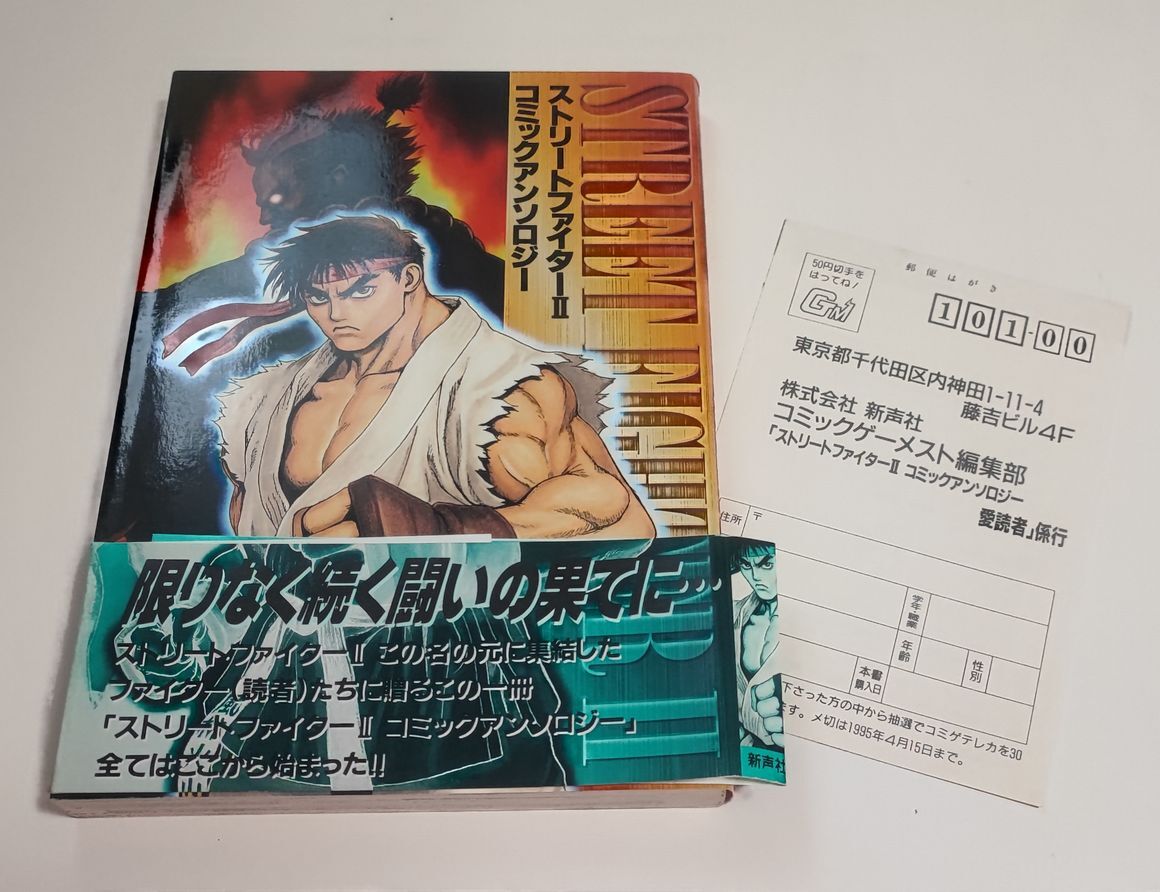 ストリートファイターII
コミックアンソロジー
STREET FIGHTER II
限りなく続く闘いの果てに…
ストリートファイターII この名の元に集結した
ファイター(読者)たちに贈るこの一冊
「ストリートファイターII コミックアンソロジー」
全てはここから始まった!!
新声社
50円切手を
はってね!
GM
郵便はがき
101-00
東京都千代田区内神田1-11-4
藤吉ビル4F
株式会社 新声社
コミックゲーメスト編集部
「ストリートファイターII コミックアンソロジー
愛読者」係行
住所
〒
学年・職業
年齢
性別
本書
購入日
下さった方の中から抽選でコミゲテレカを30
ます。〆切は1995年4月15日まで。